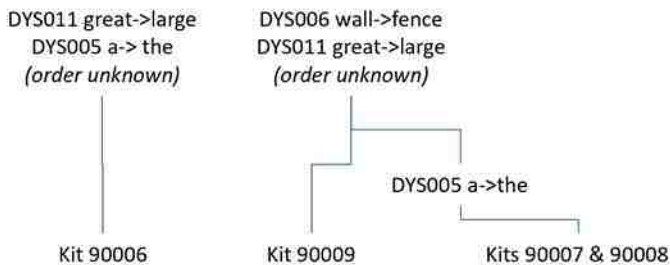 DYS011 great->large
DYS005 a-> the
(order unknown)
DYS006 wall->fence
DYS011 great->large
(order unknown)
DYS005 a->the
Kit 90006
Kit 90009
Kits 90007 & 90008